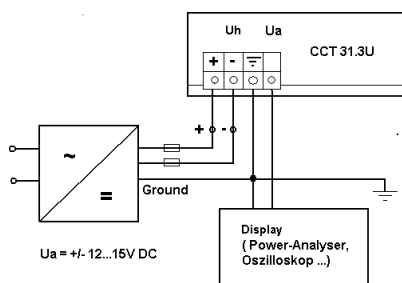 Uh Ua
CCT 31.3U
+ -
+ -
~
=
Ground
Display
( Power-Analyser,
Oszilloskop ...)
Ua = +/- 12...15V DC